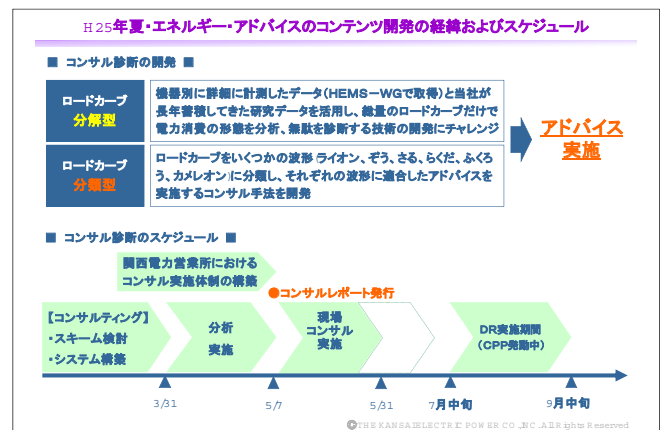 H25年夏・エネルギー・アドバイスのコンテンツ開発の経緯およびスケジュール
■ コンサル診断の開発 ■
ロードカーブ
分解型
機器別に詳細に計測したデータ(HEMS-WGで取得)と当社が
長年蓄積してきた研究データを活用し、総量のロードカーブだけで
電力消費の形態を分析、無駄を診断する技術の開発にチャレンジ
ロードカーブ
分類型
ロードカーブをいくつかの波形(ライオン、ぞう、さる、らくだ、ふくろ
う、カメレオン)に分類し、それぞれの波形に適合したアドバイスを
実施するコンサル手法を開発
アドバイス
実施
■ コンサル診断のスケジュール ■
関西電力営業所における
コンサル実施体制の構築
●コンサルレポート発行
【コンサルティング】
・スキーム検討
・システム構築
分析
実施
現場
コンサル
実施
DR実施期間
(CPP発動中)
3/31
5/7
5/31
7月中旬
9月中旬
THE KANSAI ELECTRIC POWER CO.,INC. All Rights Reserved